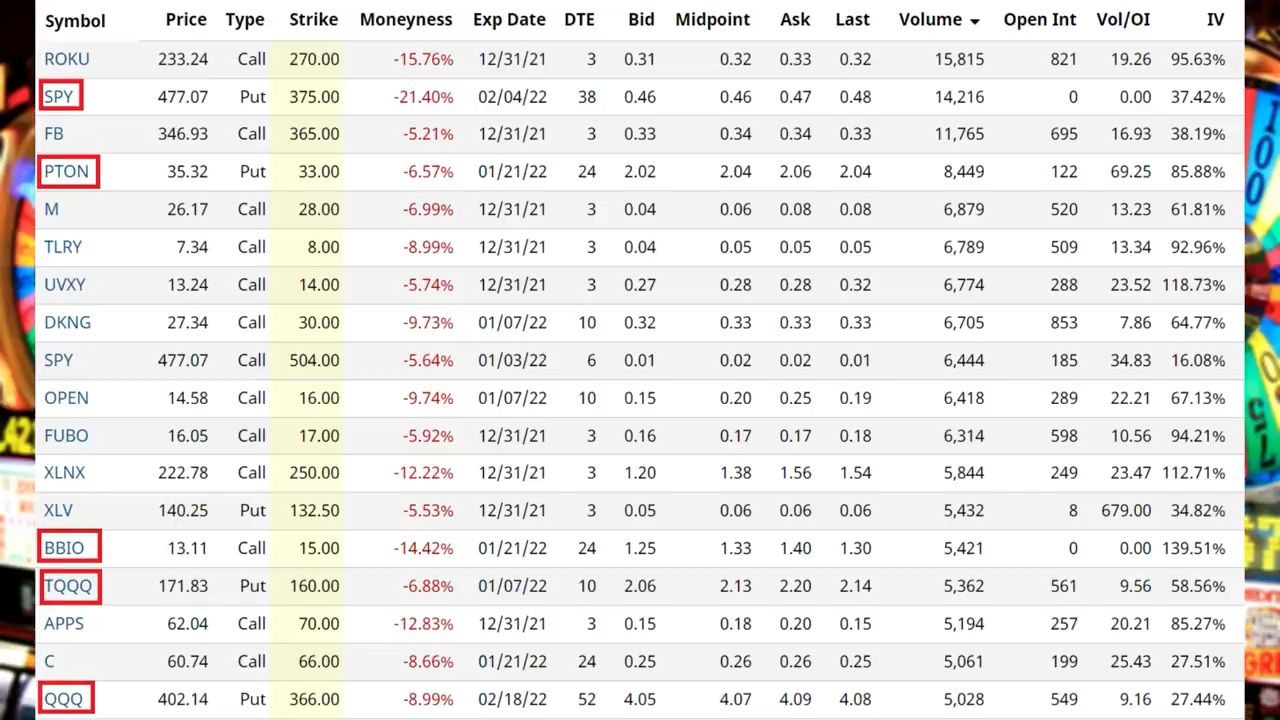 Symbol Price Type Strike Moneyness Exp Date DTE Bid Midpoint Ask Last Volume Open Int Vol/OI IV
ROKU 233.24 Call 270.00 -15.76% 12/31/21 3 0.31 0.32 0.33 0.32 15,815 821 19.26 95.63%
SPY 477.07 Put 375.00 -21.40% 02/04/22 38 0.46 0.46 0.47 0.48 14,216 0 0.00 37.42%
FB 346.93 Call 365.00 -5.21% 12/31/21 3 0.33 0.34 0.34 0.33 11,765 695 16.93 38.19%
PTON 35.32 Put 33.00 -6.57% 01/21/22 24 2.02 2.04 2.06 2.04 8,449 122 69.25 85.88%
M 26.17 Call 28.00 -6.99% 12/31/21 3 0.04 0.06 0.08 0.08 6,879 520 13.23 61.81%
TLRY 7.34 Call 8.00 -8.99% 12/31/21 3 0.04 0.05 0.05 0.05 6,789 509 13.34 92.96%
UVXY 13.24 Call 14.00 -5.74% 12/31/21 3 0.27 0.28 0.28 0.32 6,774 288 23.52 118.73%
DKNG 27.34 Call 30.00 -9.73% 01/07/22 10 0.32 0.33 0.33 0.33 6,705 853 7.86 64.77%
SPY 477.07 Call 504.00 -5.64% 01/03/22 6 0.01 0.02 0.02 0.01 6,444 185 34.83 16.08%
OPEN 14.58 Call 16.00 -9.74% 01/07/22 10 0.15 0.20 0.25 0.19 6,418 289 22.21 67.13%
FUBO 16.05 Call 17.00 -5.92% 12/31/21 3 0.16 0.17 0.17 0.18 6,314 598 10.56 94.21%
XLNX 222.78 Call 250.00 -12.22% 12/31/21 3 1.20 1.38 1.56 1.54 5,844 249 23.47 112.71%
XLV 140.25 Put 132.50 -5.53% 12/31/21 3 0.05 0.06 0.06 0.06 5,432 8 679.00 34.82%
BBIO 13.11 Call 15.00 -14.42% 01/21/22 24 1.25 1.33 1.40 1.30 5,421 0 0.00 139.51%
TQQQ 171.83 Put 160.00 -6.88% 01/07/22 10 2.06 2.13 2.20 2.14 5,362 561 9.56 58.56%
APPS 62.04 Call 70.00 -12.83% 12/31/21 3 0.15 0.18 0.20 0.15 5,194 257 20.21 85.27%
C 60.74 Call 66.00 -8.66% 01/21/22 24 0.25 0.26 0.26 0.25 5,061 199 25.43 27.51%
QQQ 402.14 Put 366.00 -8.99% 02/18/22 52 4.05 4.07 4.09 4.08 5,028 549 9.16 27.44%
100